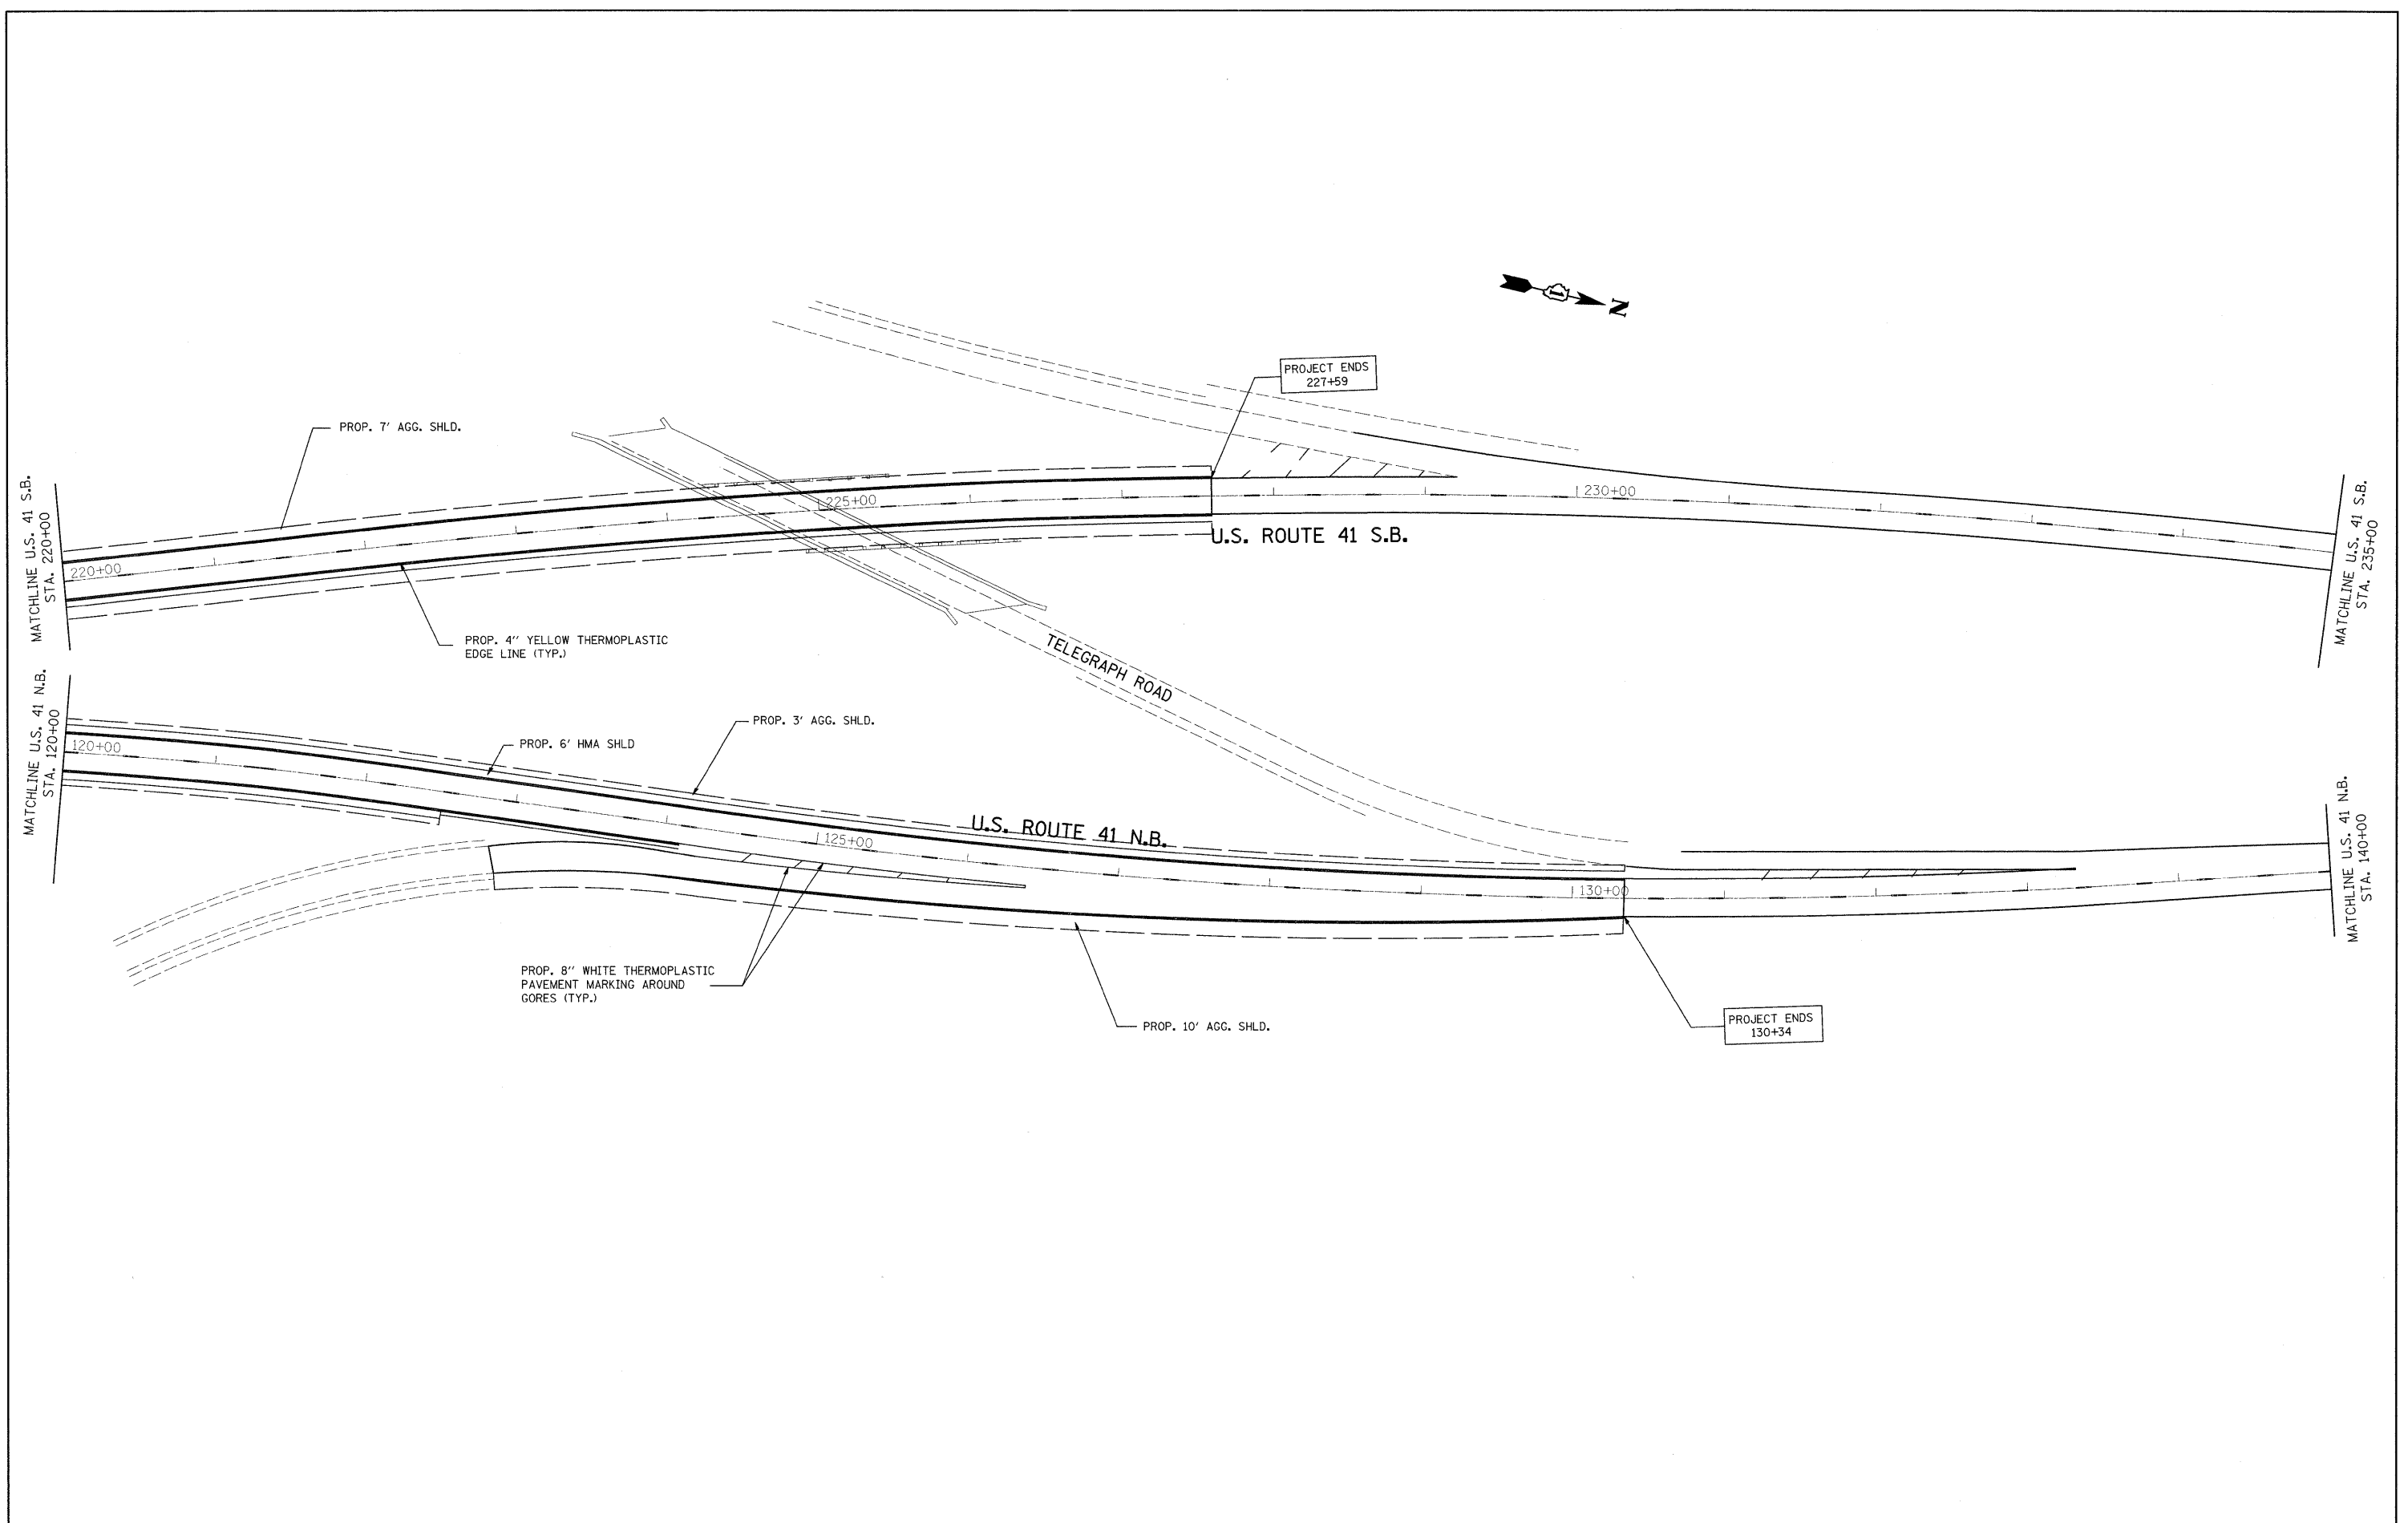 N
PROJECT ENDS
227+59
PROP. 7' AGG. SHLD.
MATCHLINE U.S. 41 S.B.
STA. 220+00
220+00
225+00
230+00
U.S. ROUTE 41 S.B.
MATCHLINE U.S. 41 S.B.
STA. 235+00
PROP. 4" YELLOW THERMOPLASTIC
EDGE LINE (TYP.)
TELEGRAPH ROAD
MATCHLINE U.S. 41 N.B.
STA. 120+00
120+00
PROP. 3' AGG. SHLD.
PROP. 6' HMA SHLD
125+00
U.S. ROUTE 41 N.B.
130+00
MATCHLINE U.S. 41 N.B.
STA. 140+00
PROP. 8" WHITE THERMOPLASTIC
PAVEMENT MARKING AROUND
GORES (TYP.)
PROP. 10' AGG. SHLD.
PROJECT ENDS
130+34